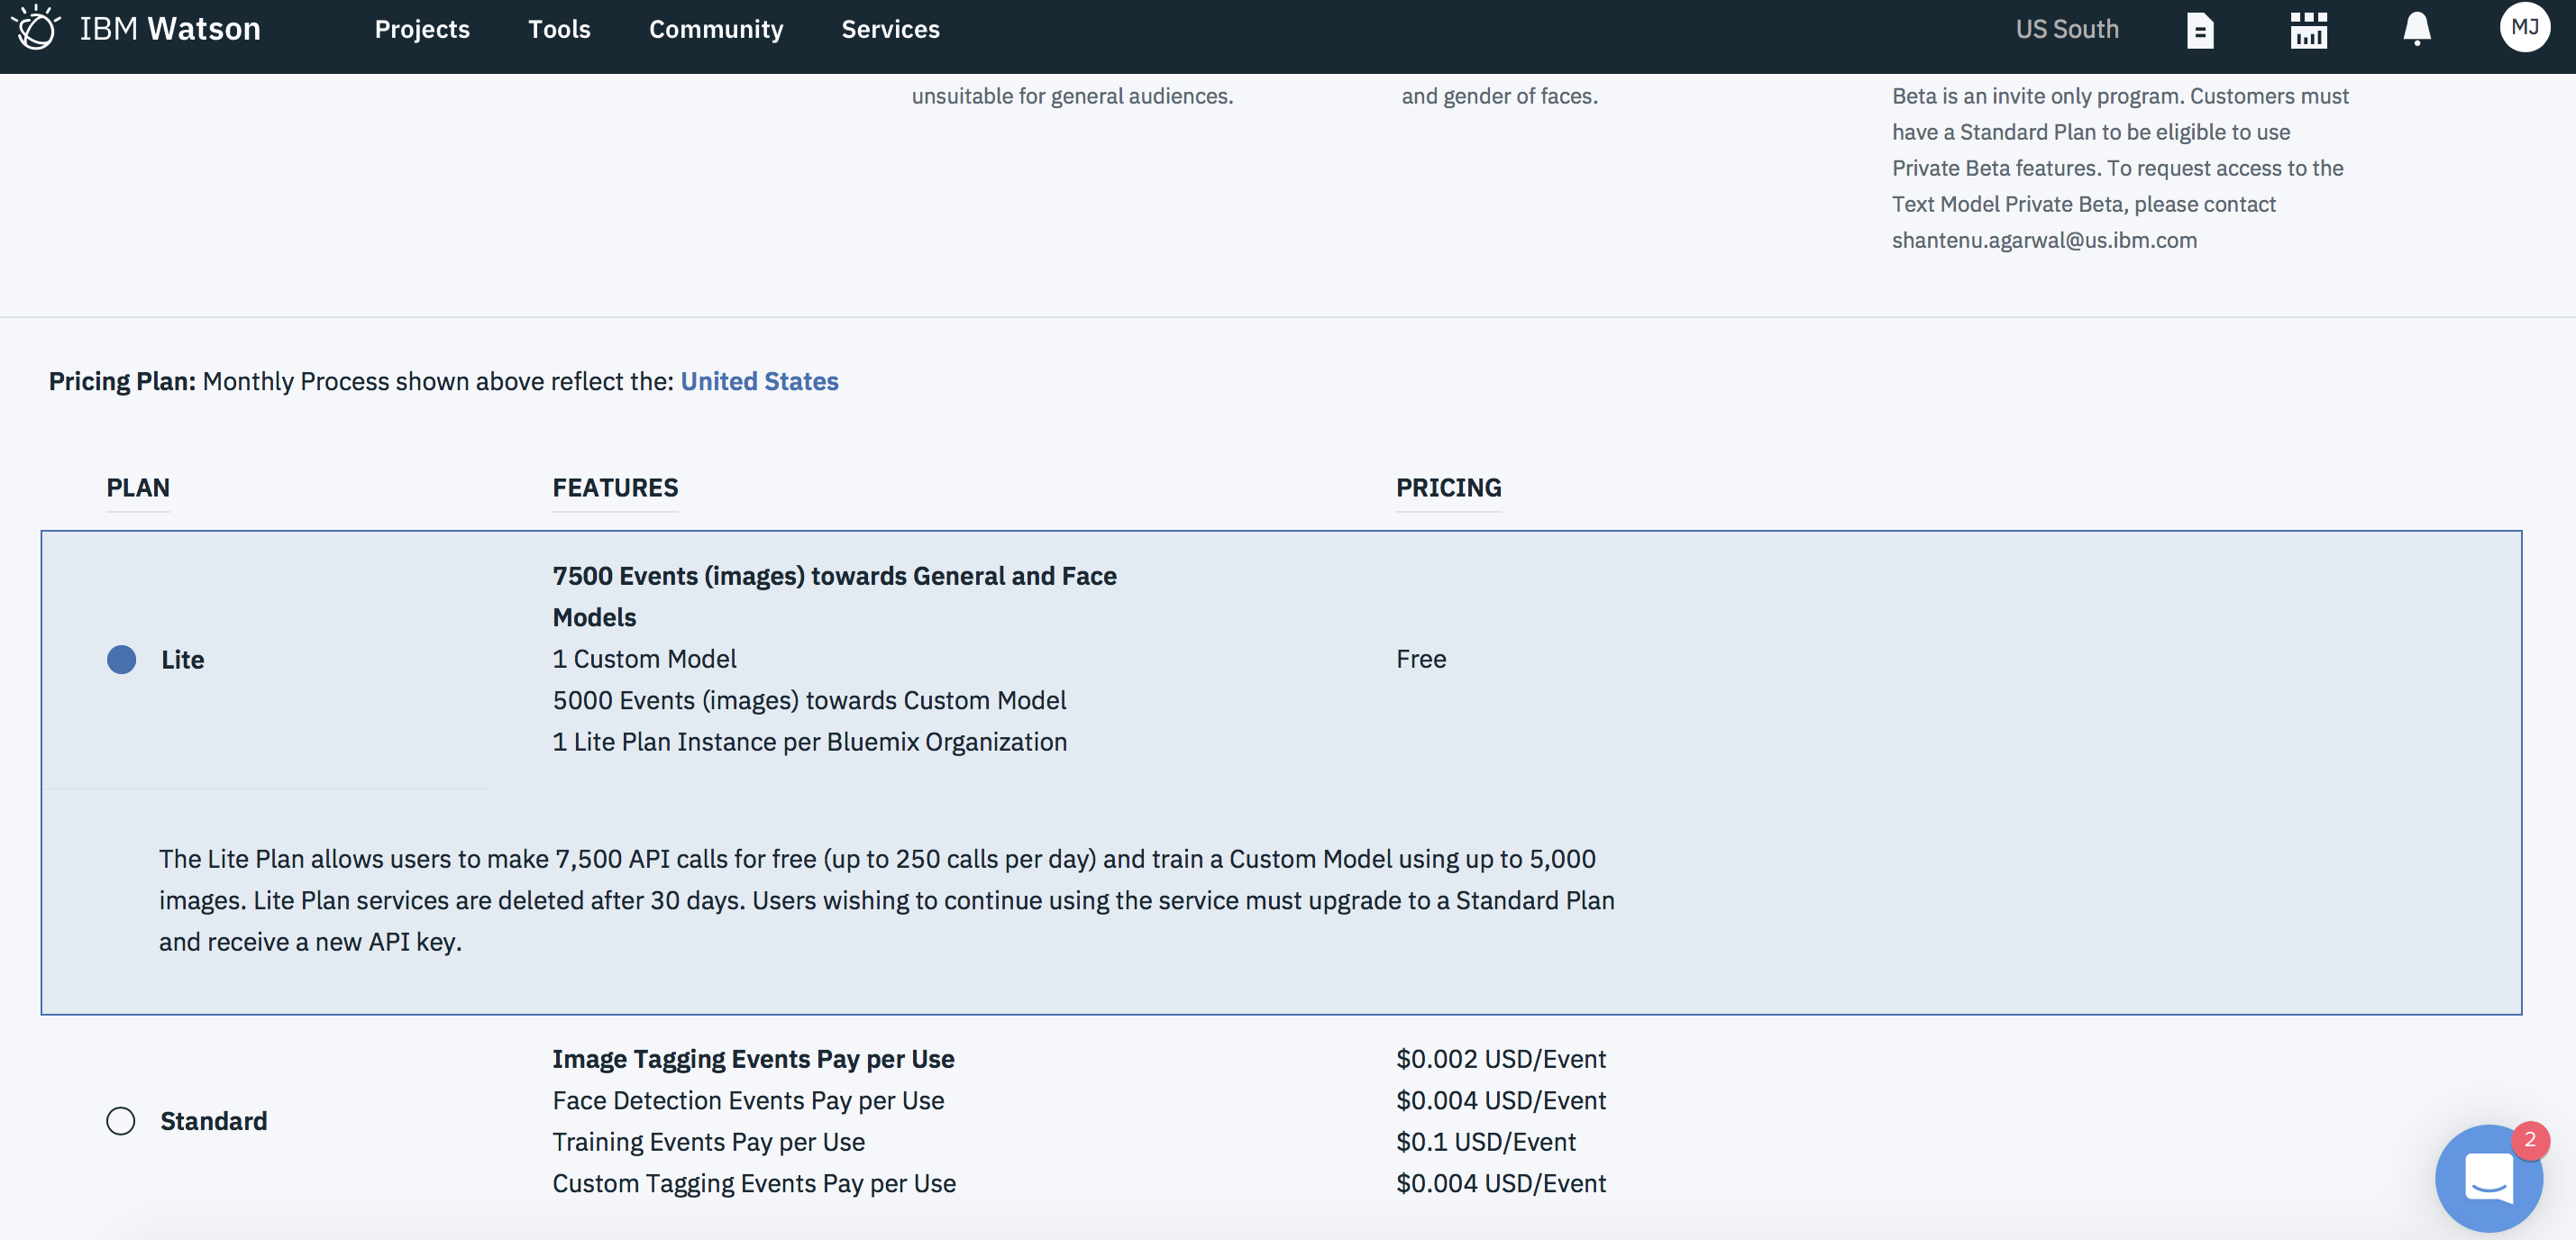 IBM Watson Projects Tools Community Services US South MJ
unsuitable for general audiences.
and gender of faces.
Beta is an invite only program. Customers must
have a Standard Plan to be eligible to use
Private Beta features. To request access to the
Text Model Private Beta, please contact
shantenu.agarwal@us.ibm.com
Pricing Plan: Monthly Process shown above reflect the: United States
PLAN FEATURES PRICING
Lite
7500 Events (images) towards General and Face
Models
1 Custom Model
5000 Events (images) towards Custom Model
1 Lite Plan Instance per Bluemix Organization
Free
The Lite Plan allows users to make 7,500 API calls for free (up to 250 calls per day) and train a Custom Model using up to 5,000
images. Lite Plan services are deleted after 30 days. Users wishing to continue using the service must upgrade to a Standard Plan
and receive a new API key.
Standard
Image Tagging Events Pay per Use $0.002 USD/Event
Face Detection Events Pay per Use $0.004 USD/Event
Training Events Pay per Use $0.1 USD/Event
Custom Tagging Events Pay per Use $0.004 USD/Event
2